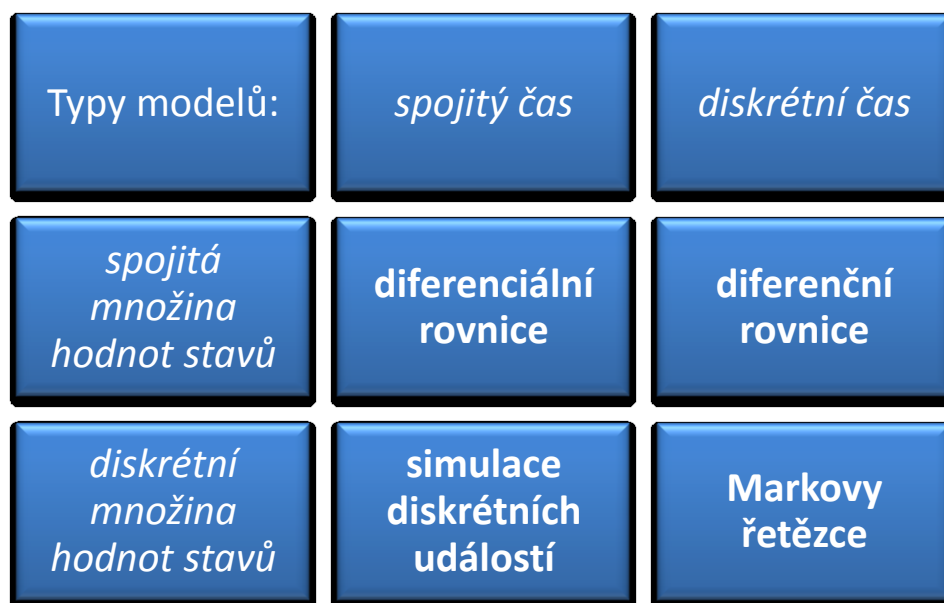 Typy modelů:
spojitý čas
diskrétní čas
spojitá
množina
hodnot stavů
diferenciální
rovnice
diferenční
rovnice
diskrétní
množina
hodnot stavů
simulace
diskrétních
událostí
Markovy
řetězce